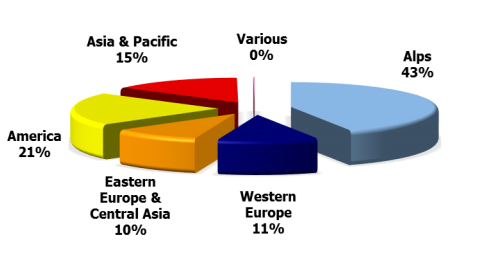 Various
0%
Asia & Pacific
15%
Alps
43%
America
21%
Eastern
Europe &
Central Asia
10%
Western
Europe
11%